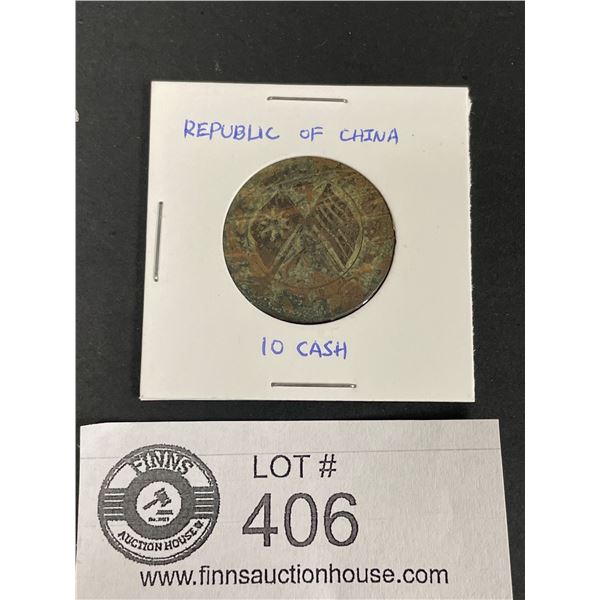 REPUBLIC OF CHINA
10 CASH
FINNS
AUCTION HOUSE
LOT #
406
www.finnsauctionhouse.com